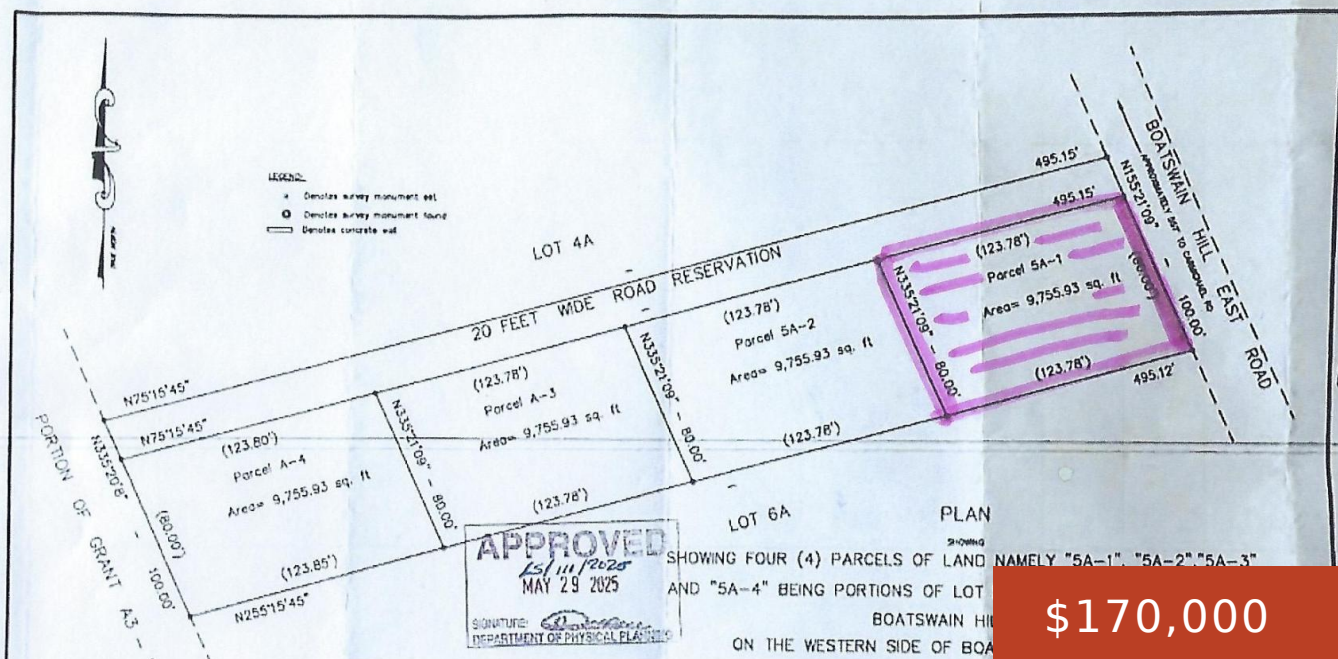 LEGEND:
Denotes survey monument set
Denotes survey monument found
Denotes concrete wall
LOT 4A
20 FEET WIDE ROAD RESERVATION
495.15'
495.15'
N155°21'09" - 100.00'
BOATSWAIN HILL EAST ROAD
(123.78')
Parcel 5A-1
Area= 9,755.93 sq. ft
(80.00')
(123.78')
495.12'
N335°21'09" - 80.00'
(123.78')
Parcel 5A-2
Area= 9,755.93 sq. ft
(123.78')
N335°21'09" - 80.00'
(123.78')
Parcel A-3
Area= 9,755.93 sq. ft
(123.78')
N335°21'09" - 80.00'
N75°15'45"
N75°15'45"
(123.80')
Parcel A-4
Area= 9,755.93 sq. ft
(123.85')
N335°20'8" - 100.00'
(80.00')
N255°15'45"
PORTION OF GRANT A3-
LOT 6A
APPROVED
MAY 29 2025
SIGNATURE:
DEPARTMENT OF PHYSICAL PLANNING
PLAN
SHOWING
SHOWING FOUR (4) PARCELS OF LAND NAMELY "5A-1", "5A-2","5A-3"
AND "5A-4" BEING PORTIONS OF LOT
BOATSWAIN HI
ON THE WESTERN SIDE OF BOA
$170,000